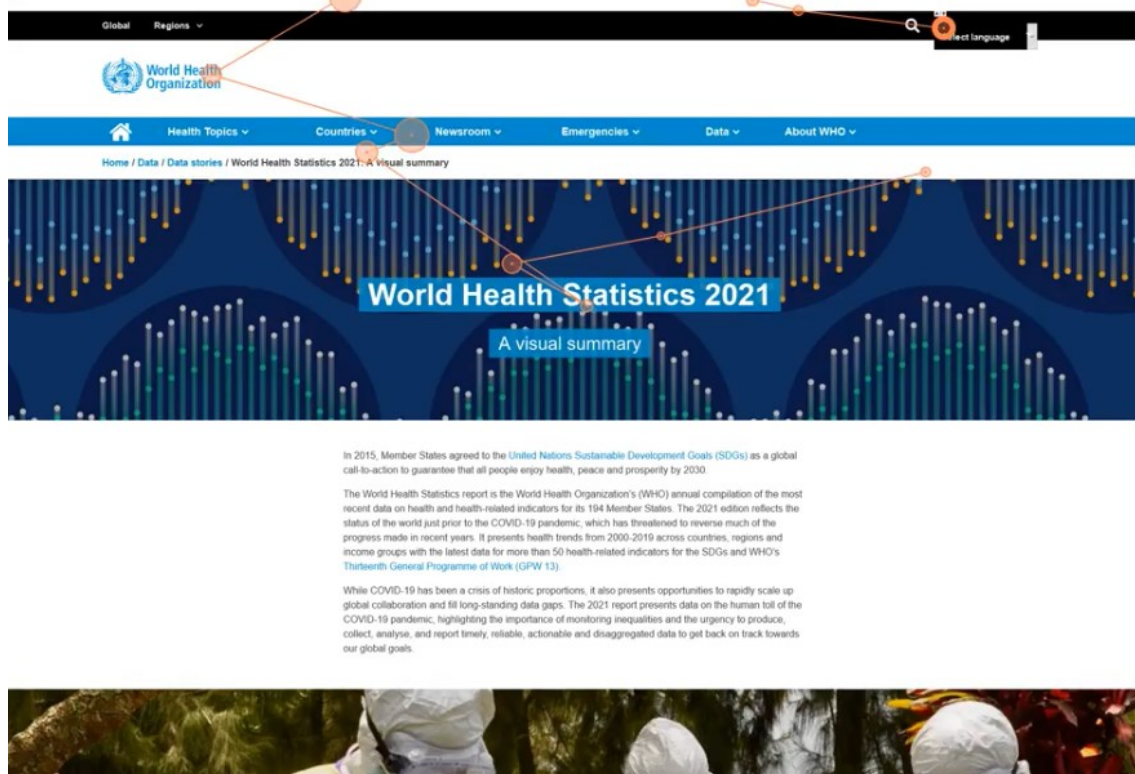 Global Regions
language
World Health
Organization
Health Topics Countries Newsroom Emergencies Data About WHO
Home / Data / Data stories / World Health Statistics 2021: A visual summary
World Health Statistics 2021
A visual summary
In 2015, Member States agreed to the United Nations Sustainable Development Goals (SDGs) as a global
call-to-action to guarantee that all people enjoy health, peace and prosperity by 2030.
The World Health Statistics report is the World Health Organization's (WHO) annual compilation of the most
recent data on health and health-related indicators for its 194 Member States. The 2021 edition reflects the
status of the world just prior to the COVID-19 pandemic, which has threatened to reverse much of the
progress made in recent years. It presents health trends from 2000-2019 across countries, regions and
income groups with the latest data for more than 50 health-related indicators for the SDGs and WHO's
Thirteenth General Programme of Work (GPW 13).
While COVID-19 has been a crisis of historic proportions, it also presents opportunities to rapidly scale up
global collaboration and fill long-standing data gaps. The 2021 report presents data on the human toll of the
COVID-19 pandemic, highlighting the importance of monitoring inequalities and the urgency to produce,
collect, analyse, and report timely, reliable, actionable and disaggregated data to get back on track towards
our global goals.